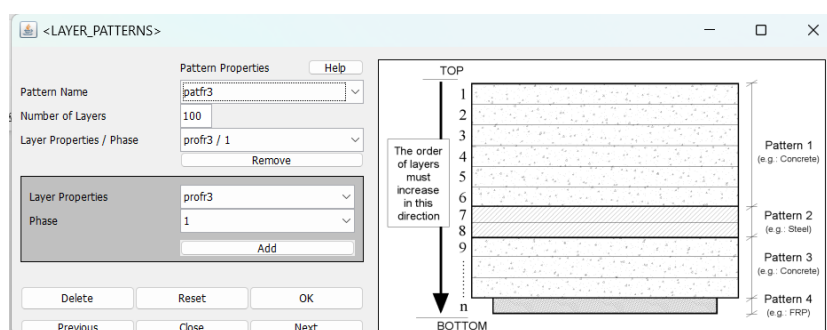 <LAYER_PATTERNS>
Pattern Properties
Help
Pattern Name
patfr3
Number of Layers
100
Layer Properties / Phase
profr3 / 1
Remove
Layer Properties
profr3
Phase
1
Add
Delete
Reset
OK
Previous
Close
Next
TOP
The order
of layers
must
increase
in this
direction
1
2
3
4
5
6
7
8
9
n
BOTTOM
Pattern 1
(e.g.: Concrete)
Pattern 2
(e.g.: Steel)
Pattern 3
(e.g.: Concrete)
Pattern 4
(e.g.: FRP)